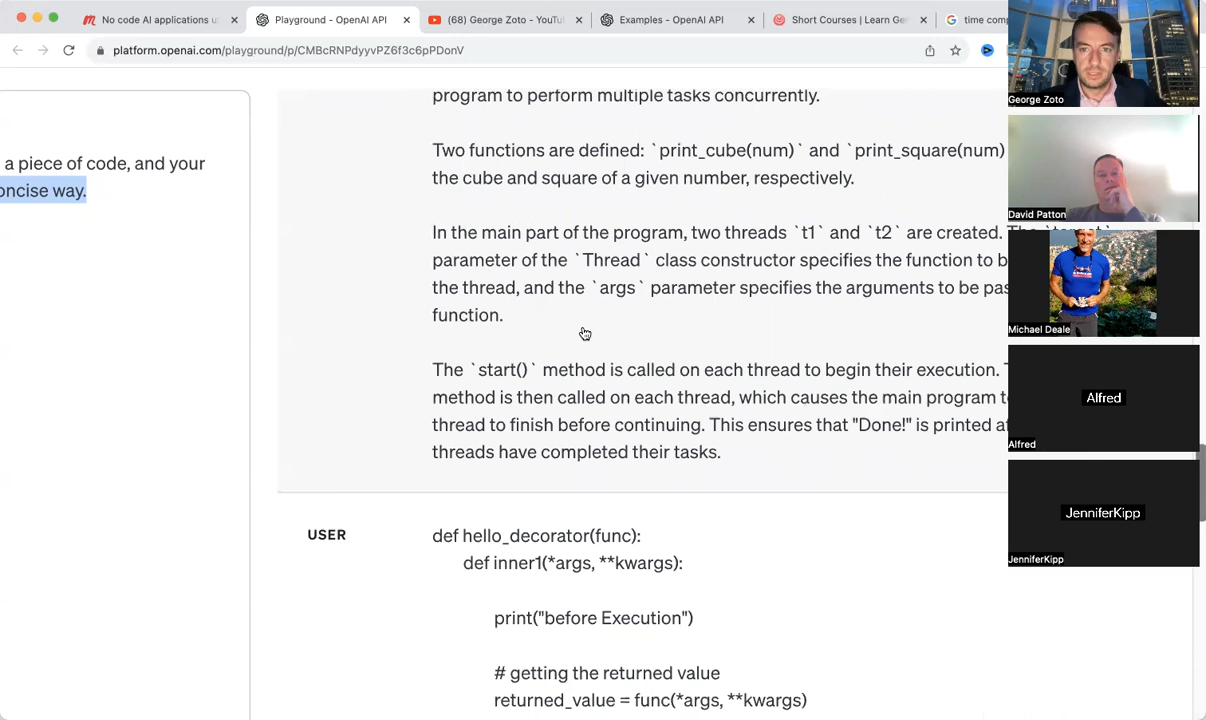 No code AI applications u
Playground - OpenAI API
(68) George Zoto - YouTu
Examples - OpenAI API
Short Courses | Learn Ge
time comp
platform.openai.com/playground/p/CMBcRNPdyyvPZ6f3c6pPDonV
a piece of code, and your
oncise way.
program to perform multiple tasks concurrently.
Two functions are defined: `print_cube(num)` and `print_square(num)
the cube and square of a given number, respectively.
In the main part of the program, two threads `t1` and `t2` are created.
parameter of the `Thread` class constructor specifies the function to b
the thread, and the `args` parameter specifies the arguments to be pas
function.
The `start()` method is called on each thread to begin their execution.
method is then called on each thread, which causes the main program to
thread to finish before continuing. This ensures that "Done!" is printed af
threads have completed their tasks.
USER
def hello_decorator(func):
def inner1(*args, **kwargs):
print("before Execution")
# getting the returned value
returned_value = func(*args, **kwargs)
George Zoto
David Patton
Michael Deale
Alfred
Alfred
JenniferKipp
JenniferKipp